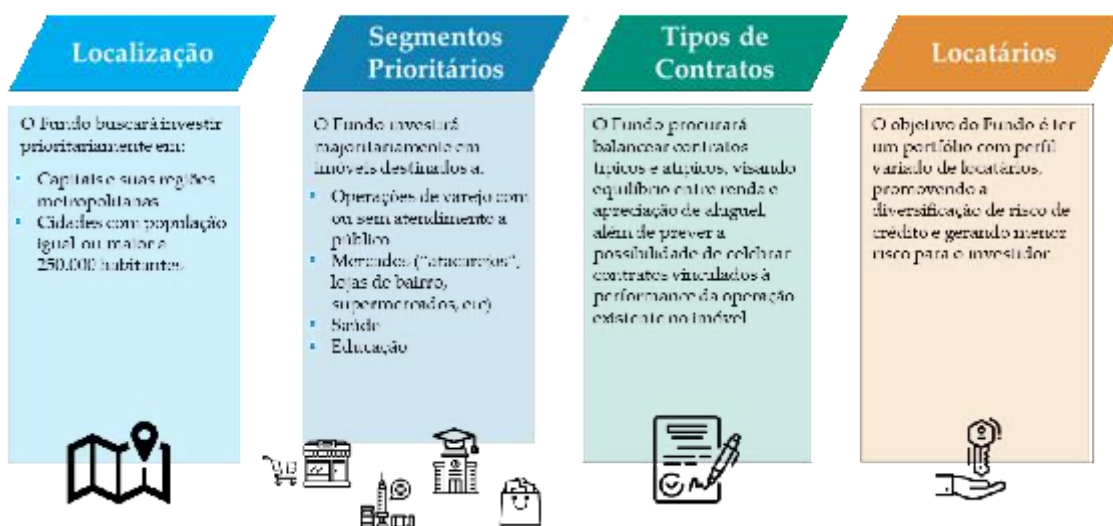 Localização
O Fundo buscará investir
prioritariamente em:
• Capitais e suas regiões
metropolitanas
• Cidades com população
igual ou maior a
250.000 habitantes.
Segmentos
Prioritários
O Fundo investirá
majoritariamente em
imóveis destinados a:
• Operações de varejo com
ou sem atendimento a
público
• Mercados ("atacarejos",
lojas de bairro,
supermercados, etc)
• Saúde
• Educação
Tipos de
Contratos
O Fundo procurará
balancear contratos
típicos e atípicos, visando
equilíbrio entre renda e
apreciação de aluguel,
além de prever a
possibilidade de celebrar
contratos vinculados à
performance da operação
existente no imóvel
Locatários
O objetivo do Fundo é ter
um portfólio com perfil
variado de locatários,
promovendo a
diversificação de risco de
crédito e gerando menor
risco para o investidor